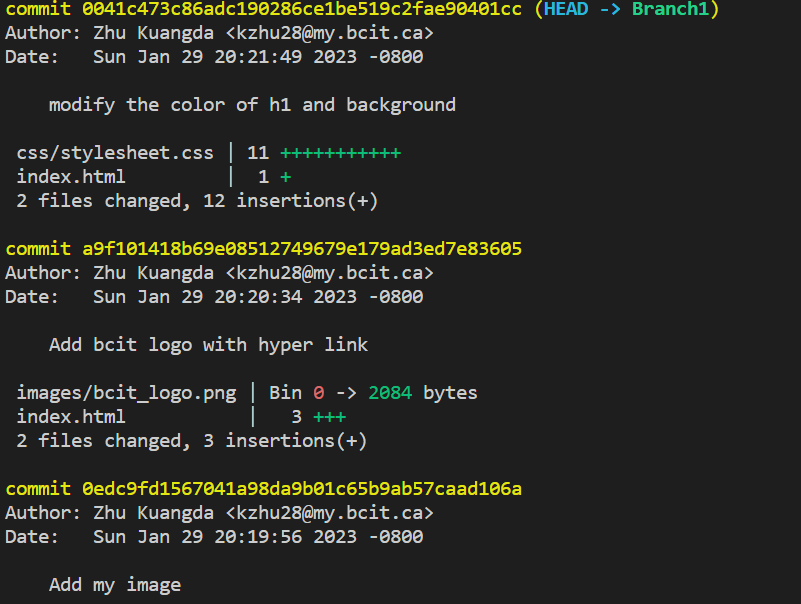 commit 0041c473c86adc190286ce1be519c2fae90401cc (HEAD -> Branch1)
Author: Zhu Kuangda <kzhu28@my.bcit.ca>
Date:   Sun Jan 29 20:21:49 2023 -0800

    modify the color of h1 and background

 css/stylesheet.css | 11 +++++++++++
 index.html         |  1 +
 2 files changed, 12 insertions(+)

commit a9f101418b69e08512749679e179ad3ed7e83605
Author: Zhu Kuangda <kzhu28@my.bcit.ca>
Date:   Sun Jan 29 20:20:34 2023 -0800

    Add bcit logo with hyper link

 images/bcit_logo.png | Bin 0 -> 2084 bytes
 index.html           |   3 +++
 2 files changed, 3 insertions(+)

commit 0edc9fd1567041a98da9b01c65b9ab57caad106a
Author: Zhu Kuangda <kzhu28@my.bcit.ca>
Date:   Sun Jan 29 20:19:56 2023 -0800

    Add my image